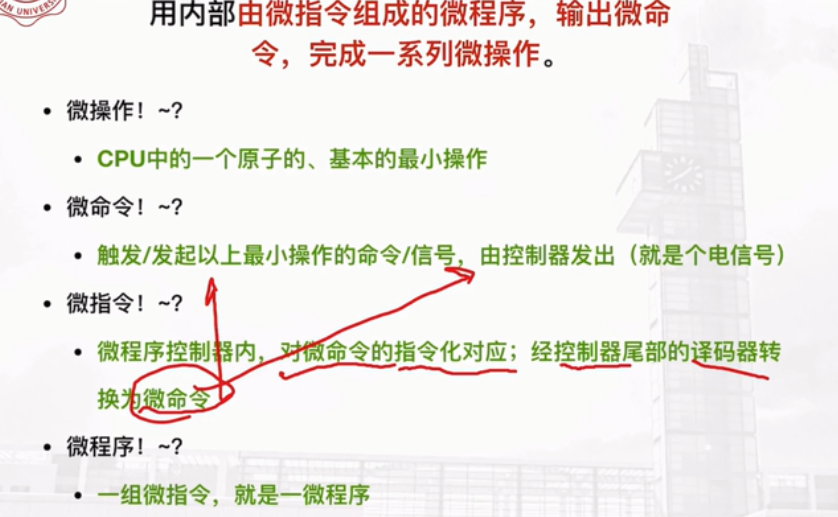 IAN UNIVERS
用内部由微指令组成的微程序，输出微命
令，完成一系列微操作。
• 微操作！~?
• CPU中的一个原子的、基本的最小操作
• 微命令！~?
• 触发/发起以上最小操作的命令/信号，由控制器发出（就是个电信号）
• 微指令！~?
• 微程序控制器内，对微命令的指令化对应；经控制器尾部的译码器转
换为微命令
• 微程序！~?
• 一组微指令，就是一微程序